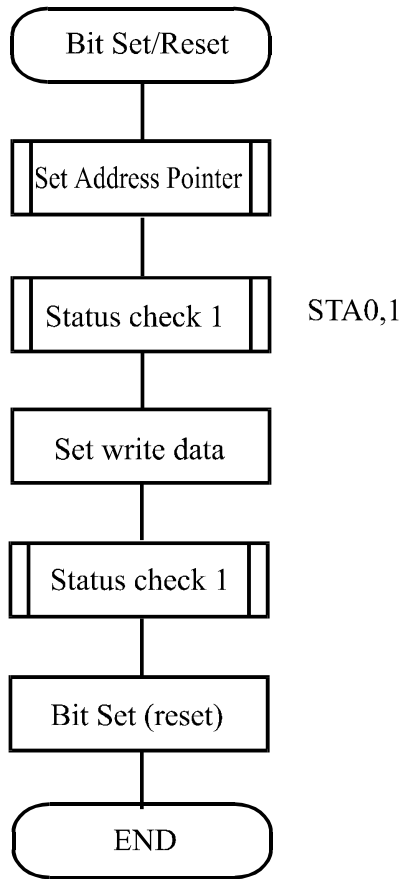 Bit Set/Reset
Set Address Pointer
Status check 1
STA0,1
Set write data
Status check 1
Bit Set (reset)
END